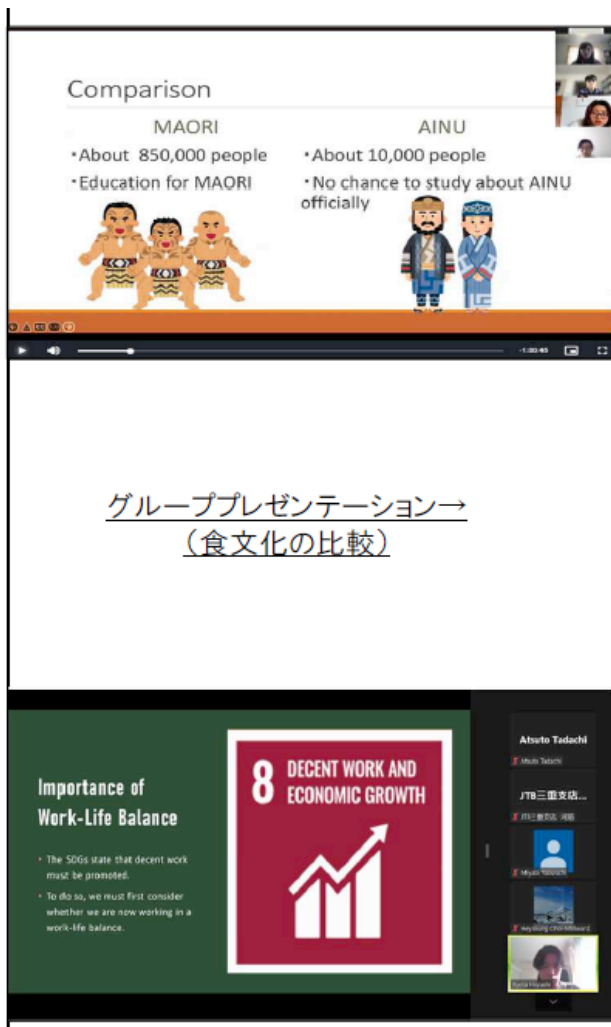 Comparison
MAORI
・About 850,000 people
・Education for MAORI
AINU
・About 10,000 people
・No chance to study about AINU
officially
グループプレゼンテーション→
（食文化の比較）
Importance of
Work-Life Balance
• The SDGs state that decent work
must be promoted.
• To do so, we must first consider
whether we are now working in a
work-life balance.
8 DECENT WORK AND
ECONOMIC GROWTH
Atsuto Tadachi
Atsuto Tadachi
JTB三重支店...